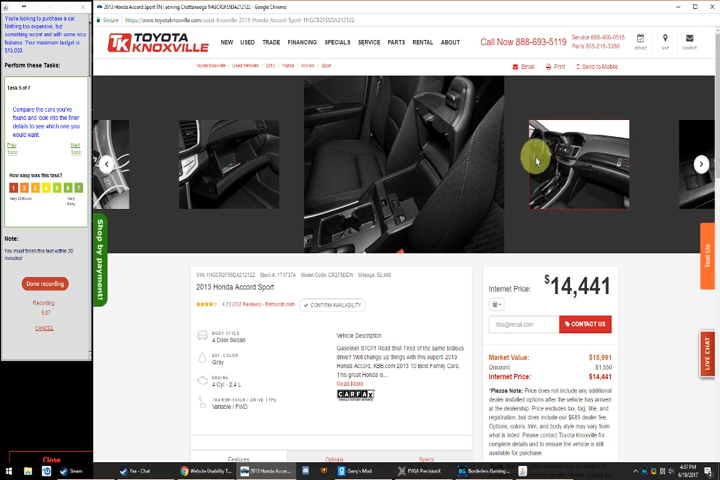 2013 Honda Accord Sport TN | serving Chattanooga 1HGCR2F55DA212122 - Google Chrome
Secure https://www.toyotaknoxville.com/used-Knoxville-2013-Honda-Accord-Sport-1HGCR2F55DA212122
You're looking to purchase a car.
Nothing too expensive, but
something recent and with some nice
features. Your maximum budget is
$15,000.
Perform these Tasks:
Task 5 of 7
Compare the cars you've
found and look into the finer
details to see which one you
would want.
Prev Task
Next Task
How easy was this task?
1 2 3 4 5 6 7
Very Difficult
Very Easy
Note:
You must finish this test within 30
minutes!
Done recording
Recording
5:07
CANCEL
Close
TOYOTA
KNOXVILLE
NEW USED TRADE FINANCING SPECIALS SERVICE PARTS RENTAL ABOUT
Call Now 888-693-5119
Service 888-466-0515
Parts 865-218-3350
SERVICE MAP CONTACT
Toyota Knoxville Used Vehicles 2013 Honda Accord Sport
Email Print Send to Mobile
Shop by payment!
Text Us
LIVE CHAT
VIN: 1HGCR2F55DA212122 Stock #: 171737A Model Code: CR2F5DEW Mileage: 52,480
2013 Honda Accord Sport
CONFIRM AVAILABILITY
BODY STYLE
4 Door Sedan
EXT. COLOR
Gray
ENGINE
4 Cyl - 2.4 L
TRANSMISSION / DRIVE TYPE
Variable / FWD
Vehicle Description
Gasoline! STOP! Read this! Tired of the same tedious
drive? Well change up things with this superb 2013
Honda Accord. KBB.com 2013 10 Best Family Cars.
This great Honda is...
Read More
CARFAX
Features Options Specs
Internet Price: $14,441
You@email.com
CONTACT US
Market Value: $15,991
Discount: $1,550
Internet Price: $14,441
*Please Note: Price does not include any additional
dealer installed options after the vehicle has arrived
at the dealership. Price excludes tax, tag, title, and
registration, but does include our $689 dealer fee.
Options, colors, trim, and body style may vary from
what is listed. Please contact Toyota Knoxville for
complete details and to ensure the vehicle is still
available for purchase.
Steam
Chat
Website Usability T...
2013 Honda Accor...
Garry's Mod
EVGA PrecisionX
Borderless Gaming ...
4:07 PM
6/19/2017